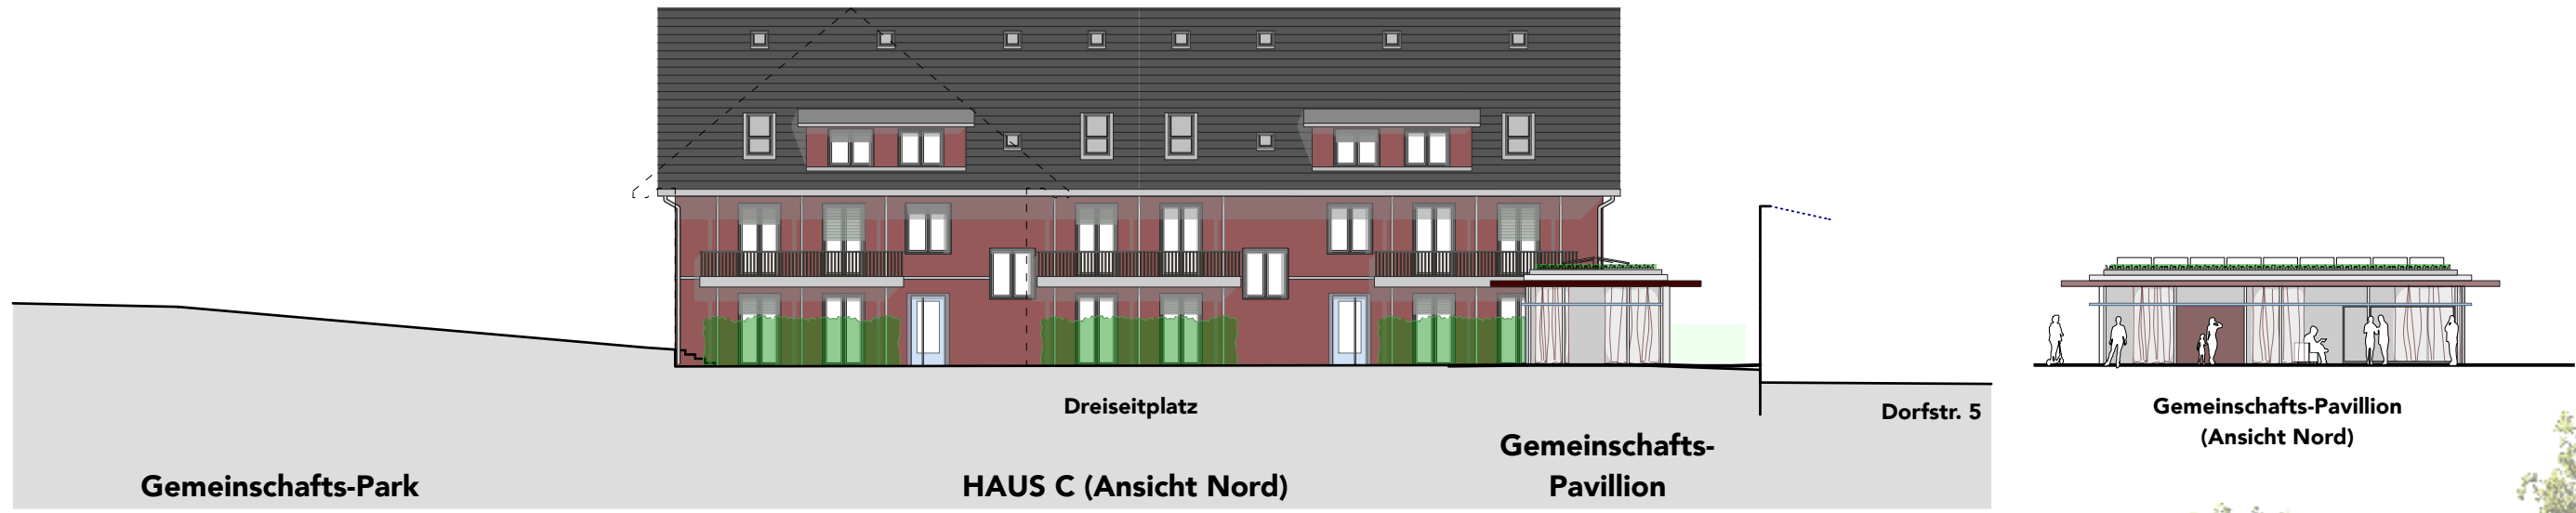 Dreiseitplatz
Dorfstr. 5
Gemeinschafts-Park
HAUS C (Ansicht Nord)
Gemeinschafts-
Pavillion
Gemeinschafts-Pavillion
(Ansicht Nord)